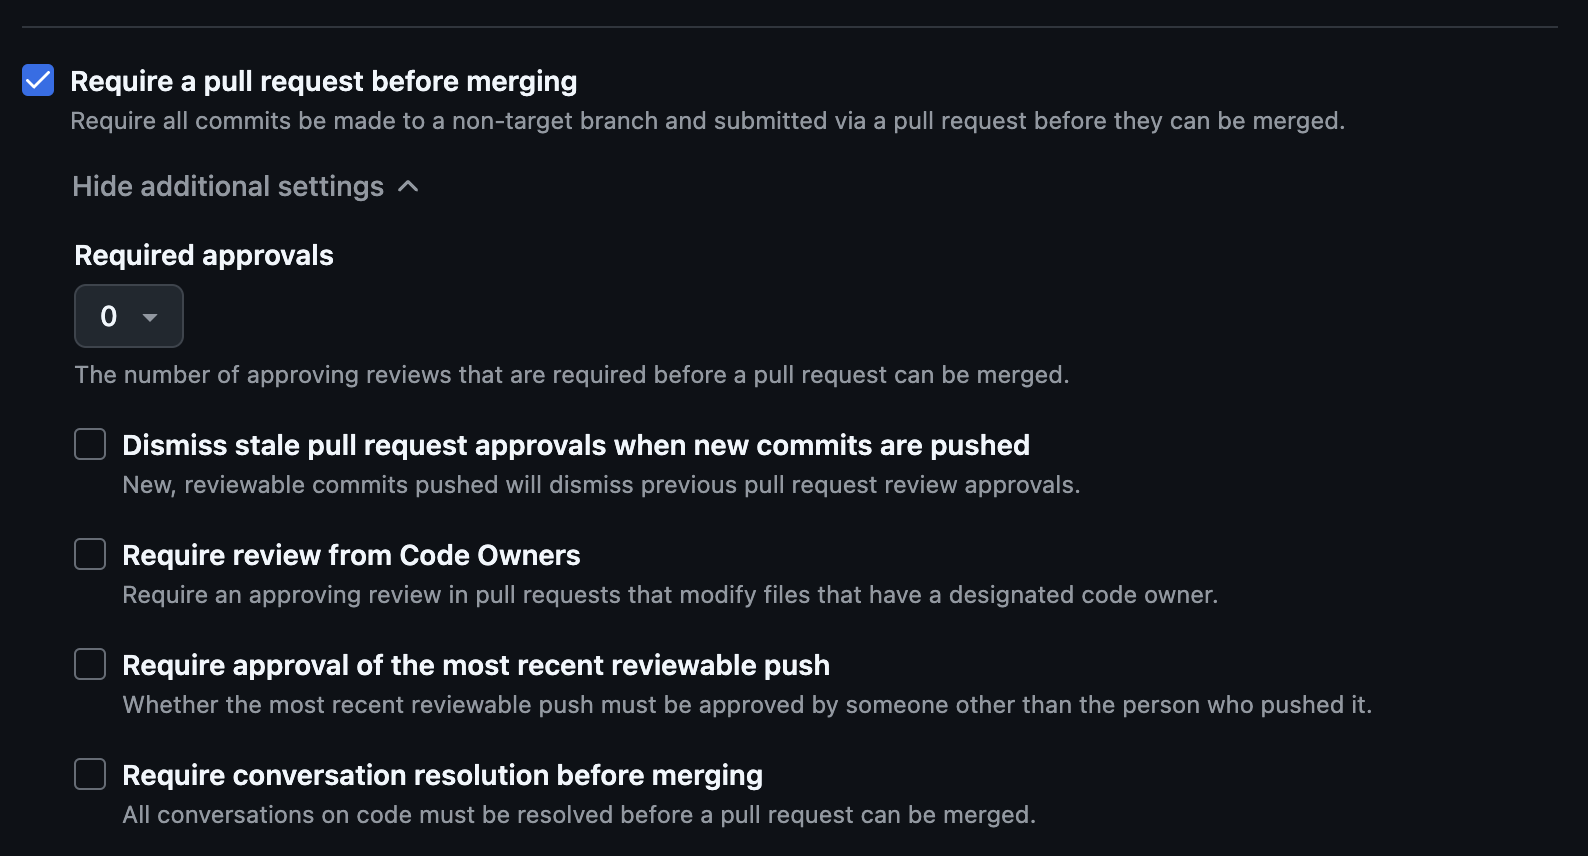 Require a pull request before merging
Require all commits be made to a non-target branch and submitted via a pull request before they can be merged.
Hide additional settings
Required approvals
0
The number of approving reviews that are required before a pull request can be merged.
Dismiss stale pull request approvals when new commits are pushed
New, reviewable commits pushed will dismiss previous pull request review approvals.
Require review from Code Owners
Require an approving review in pull requests that modify files that have a designated code owner.
Require approval of the most recent reviewable push
Whether the most recent reviewable push must be approved by someone other than the person who pushed it.
Require conversation resolution before merging
All conversations on code must be resolved before a pull request can be merged.